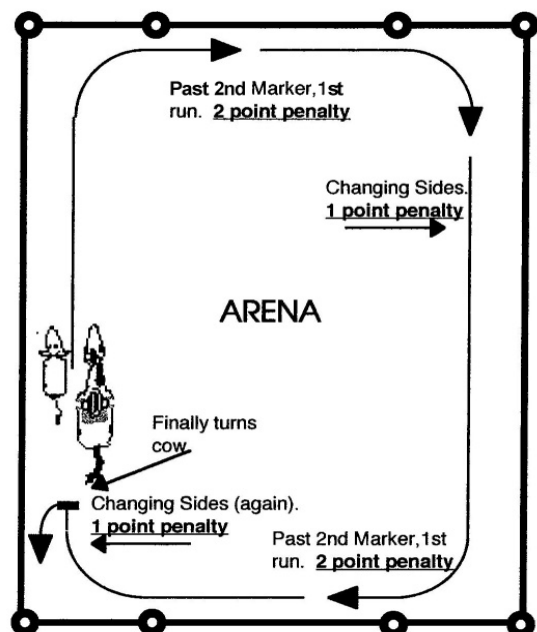 Past 2nd Marker,1st
run. 2 point penalty
Changing Sides.
1 point penalty
ARENA
Finally turns
cow
Changing Sides (again).
1 point penalty
Past 2nd Marker,1st
run. 2 point penalty